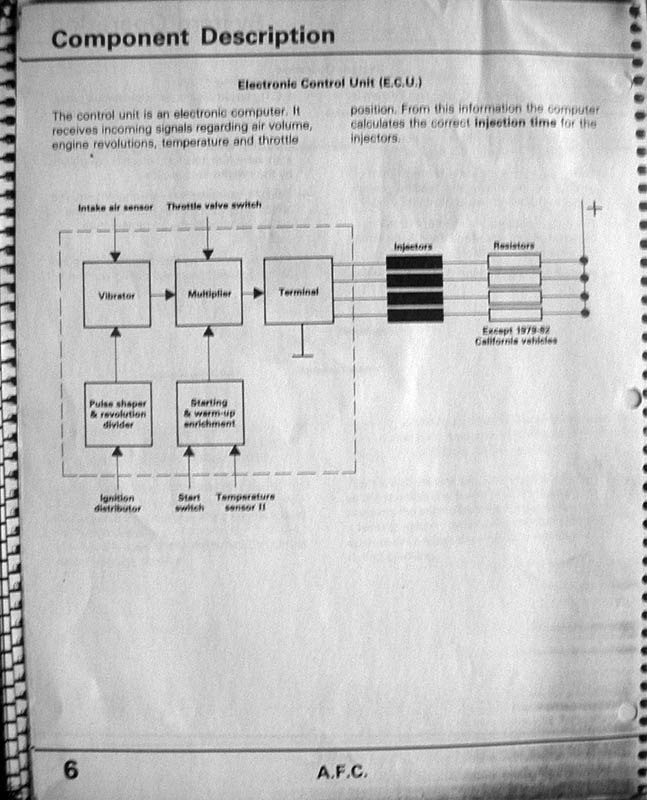 Component Description
Electronic Control Unit (E.C.U.)
The control unit is an electronic computer. It
receives incoming signals regarding air volume,
engine revolutions, temperature and throttle
position. From this information the computer
calculates the correct injection time for the
injectors.
Intake air sensor
Throttle valve switch
+
Injectors
Resistors
Vibrator
Multiplier
Terminal
Except 1979-82
California vehicles
Pulse shaper
& revolution
divider
Starting
& warm-up
enrichment
Ignition
distributor
Start
switch
Temperature
sensor II
6
A.F.C.